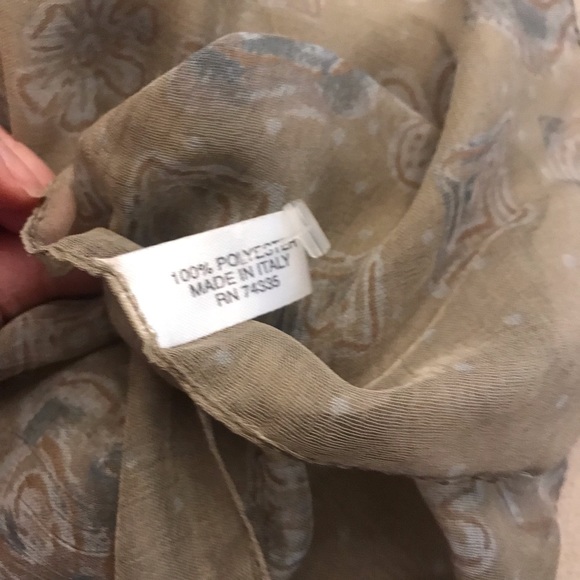 100% POLYESTER
MADE IN ITALY
RN 74335